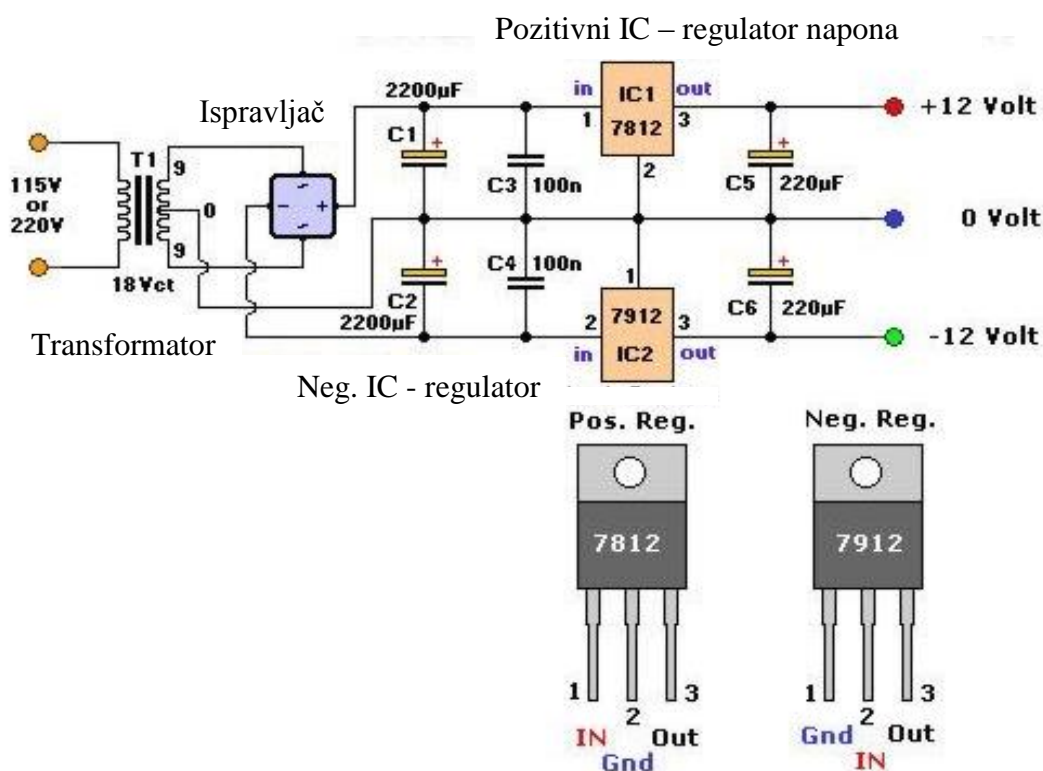 Pozitivni IC – regulator napona
Ispravljač
2200µF
in
IC1
7812
out
1
3
2
+12 Volt
C1
+
C3
100n
C5
+
220µF
T1
9
0
9
115V
or
220V
18Vct
- +
0 Volt
C2
+
2200µF
C4
100n
1
7912
IC2
2
3
in
out
C6
+
220µF
-12 Volt
Transformator
Neg. IC - regulator
Pos. Reg.
Neg. Reg.
7812
7912
1
2
3
IN
Gnd
Out
1
2
3
Gnd
IN
Out